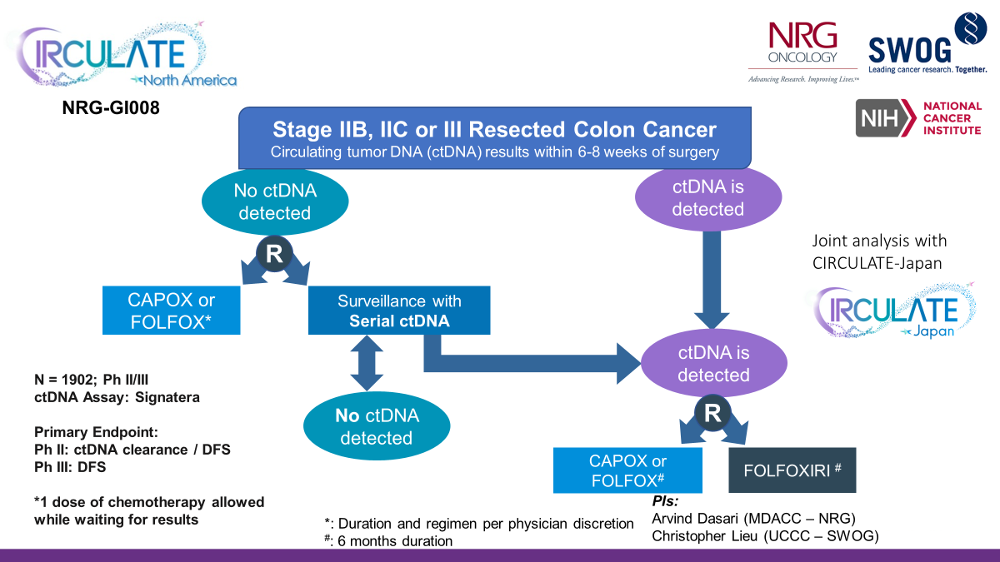 CIRCULATE
North America
NRG-GI008
NRG
ONCOLOGY
Advancing Research. Improving Lives.™
SWOG
Leading cancer research. Together.
NIH
NATIONAL
CANCER
INSTITUTE
Stage IIB, IIC or III Resected Colon Cancer
Circulating tumor DNA (ctDNA) results within 6-8 weeks of surgery
No ctDNA
detected
ctDNA is
detected
R
CAPOX or
FOLFOX*
Surveillance with
Serial ctDNA
Joint analysis with
CIRCULATE-Japan
CIRCULATE
Japan
ctDNA is
detected
No ctDNA
detected
R
CAPOX or
FOLFOX#
FOLFOXIRI #
N = 1902; Ph II/III
ctDNA Assay: Signatera
Primary Endpoint:
Ph II: ctDNA clearance / DFS
Ph III: DFS
*1 dose of chemotherapy allowed
while waiting for results
*: Duration and regimen per physician discretion
#: 6 months duration
PIs:
Arvind Dasari (MDACC – NRG)
Christopher Lieu (UCCC – SWOG)